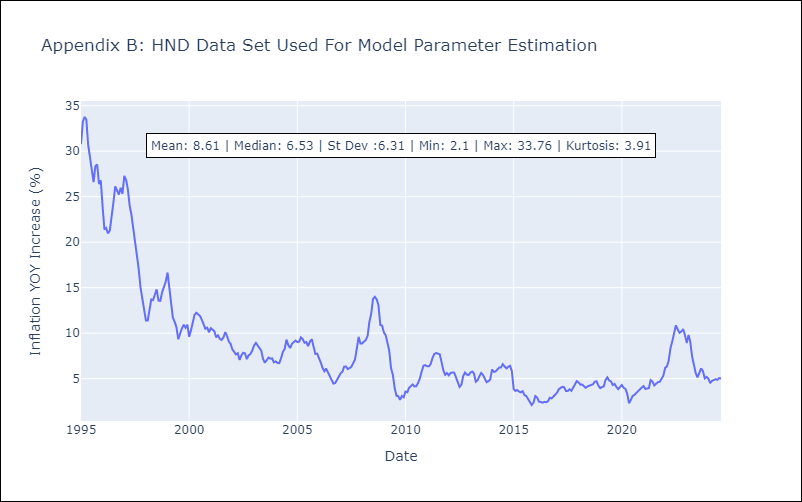 Appendix B: HND Data Set Used For Model Parameter Estimation
Mean: 8.61 | Median: 6.53 | St Dev :6.31 | Min: 2.1 | Max: 33.76 | Kurtosis: 3.91
Inflation YOY Increase (%)
35
30
25
20
15
10
5
1995 2000 2005 2010 2015 2020
Date